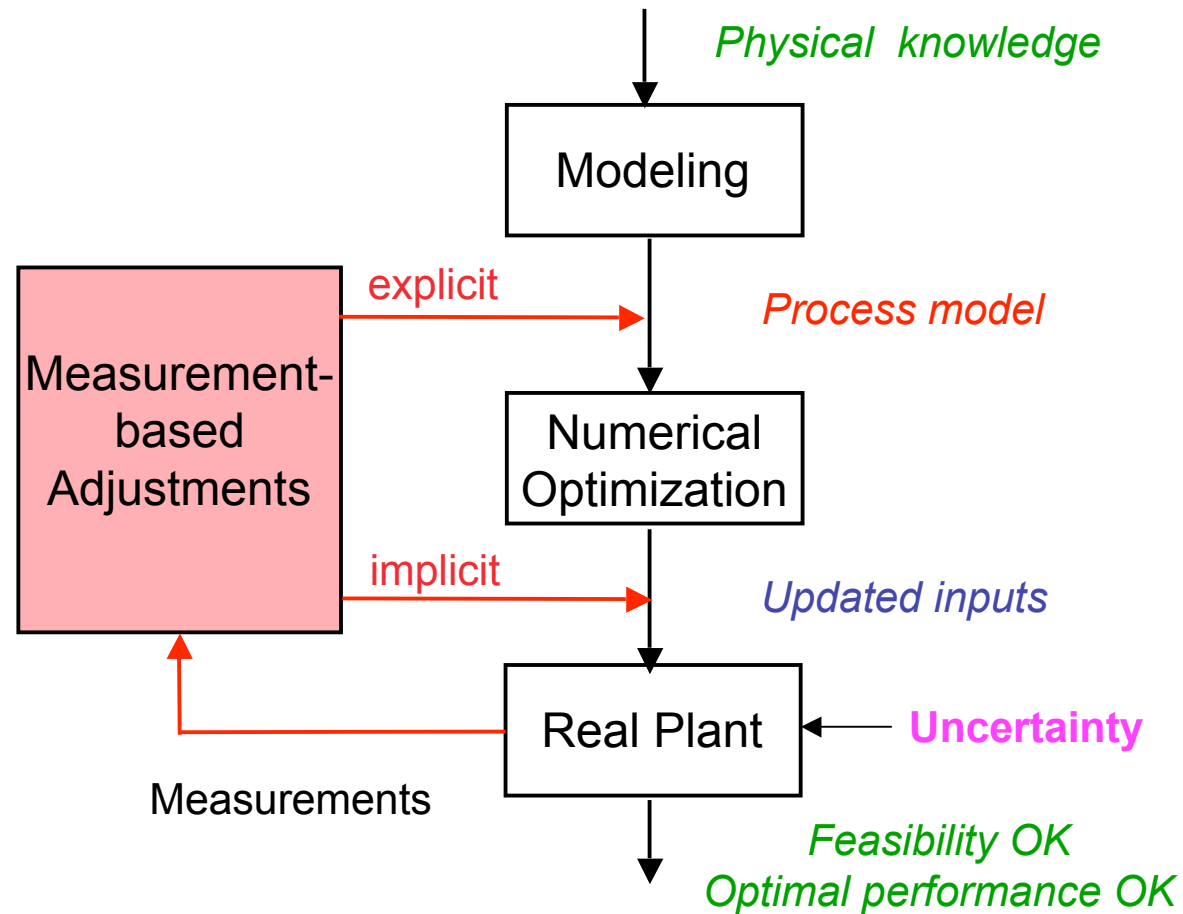 Physical knowledge
Modeling
explicit
Process model
Measurement-
based
Adjustments
Numerical
Optimization
implicit
Updated inputs
Real Plant
Uncertainty
Measurements
Feasibility OK
Optimal performance OK